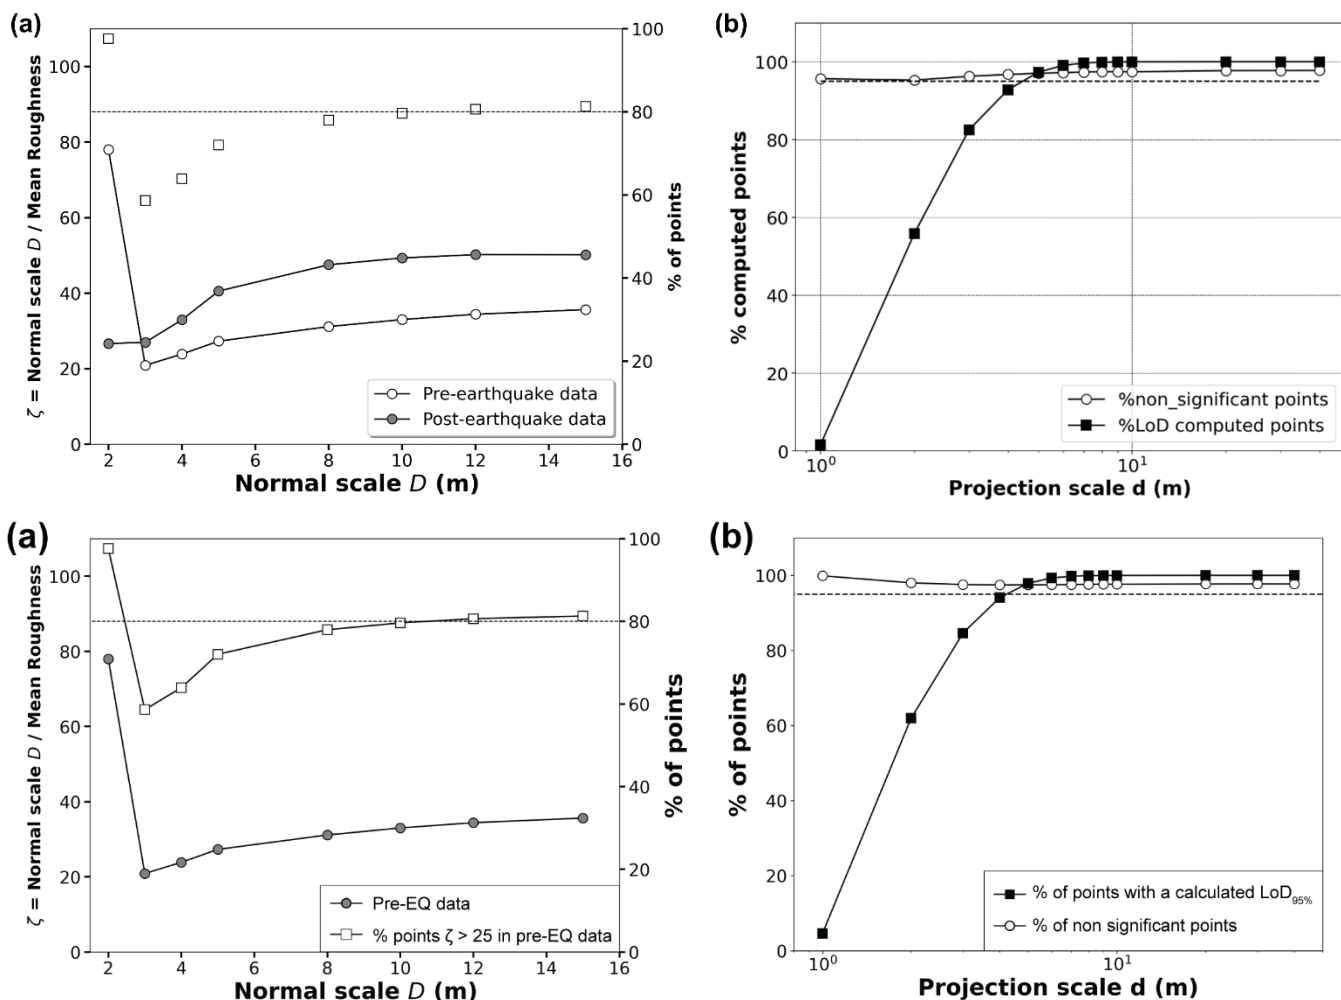 (a)
ζ = Normal scale D / Mean Roughness
100
80
60
40
20
0
100
80
60
40
20
0
% of points
Pre-earthquake data
Post-earthquake data
2 4 6 8 10 12 14 16
Normal scale D (m)
(b)
% computed points
100
80
60
40
20
0
%non_significant points
%LoD computed points
10⁰ 10¹
Projection scale d (m)
(a)
ζ = Normal scale D / Mean Roughness
100
80
60
40
20
0
100
80
60
40
20
0
% of points
Pre-EQ data
% points ζ > 25 in pre-EQ data
2 4 6 8 10 12 14 16
Normal scale D (m)
(b)
% of points
100
80
60
40
20
0
% of points with a calculated LoD95%
% of non significant points
10⁰ 10¹
Projection scale d (m)